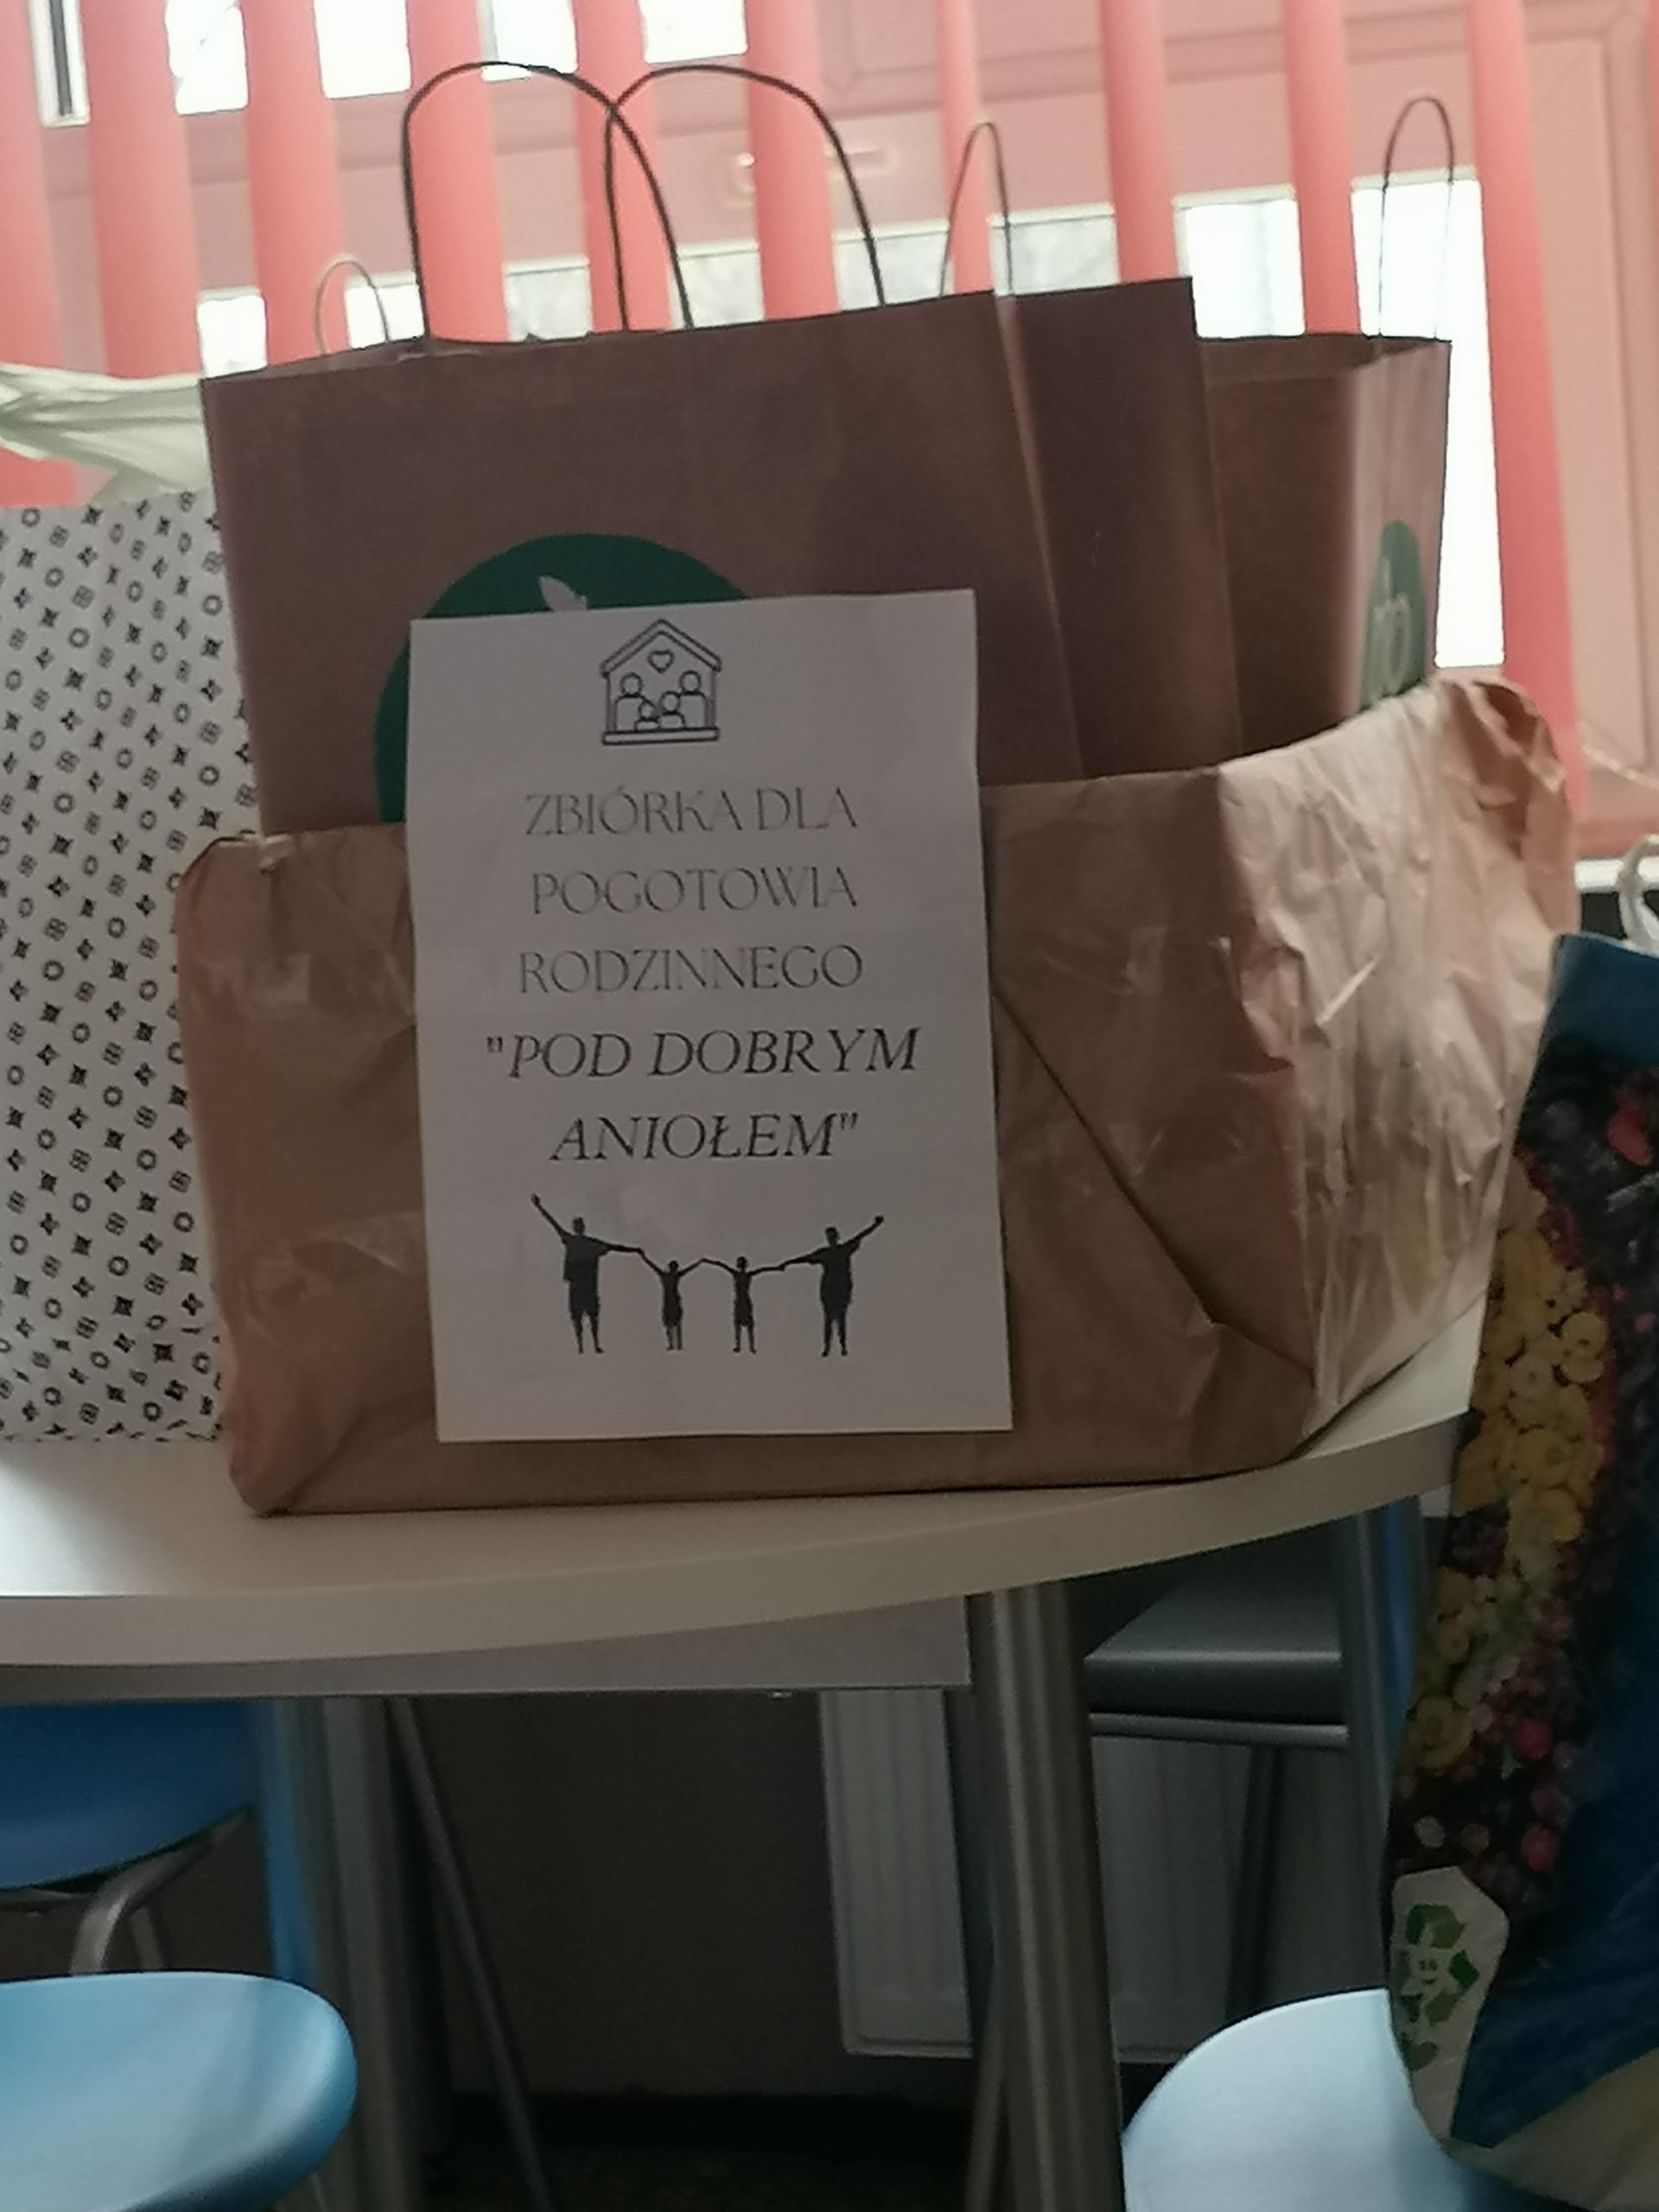 ZBIÓRKA DLA
POGOTOWIA
RODZINNEGO
"POD DOBRYM
ANIOŁEM"